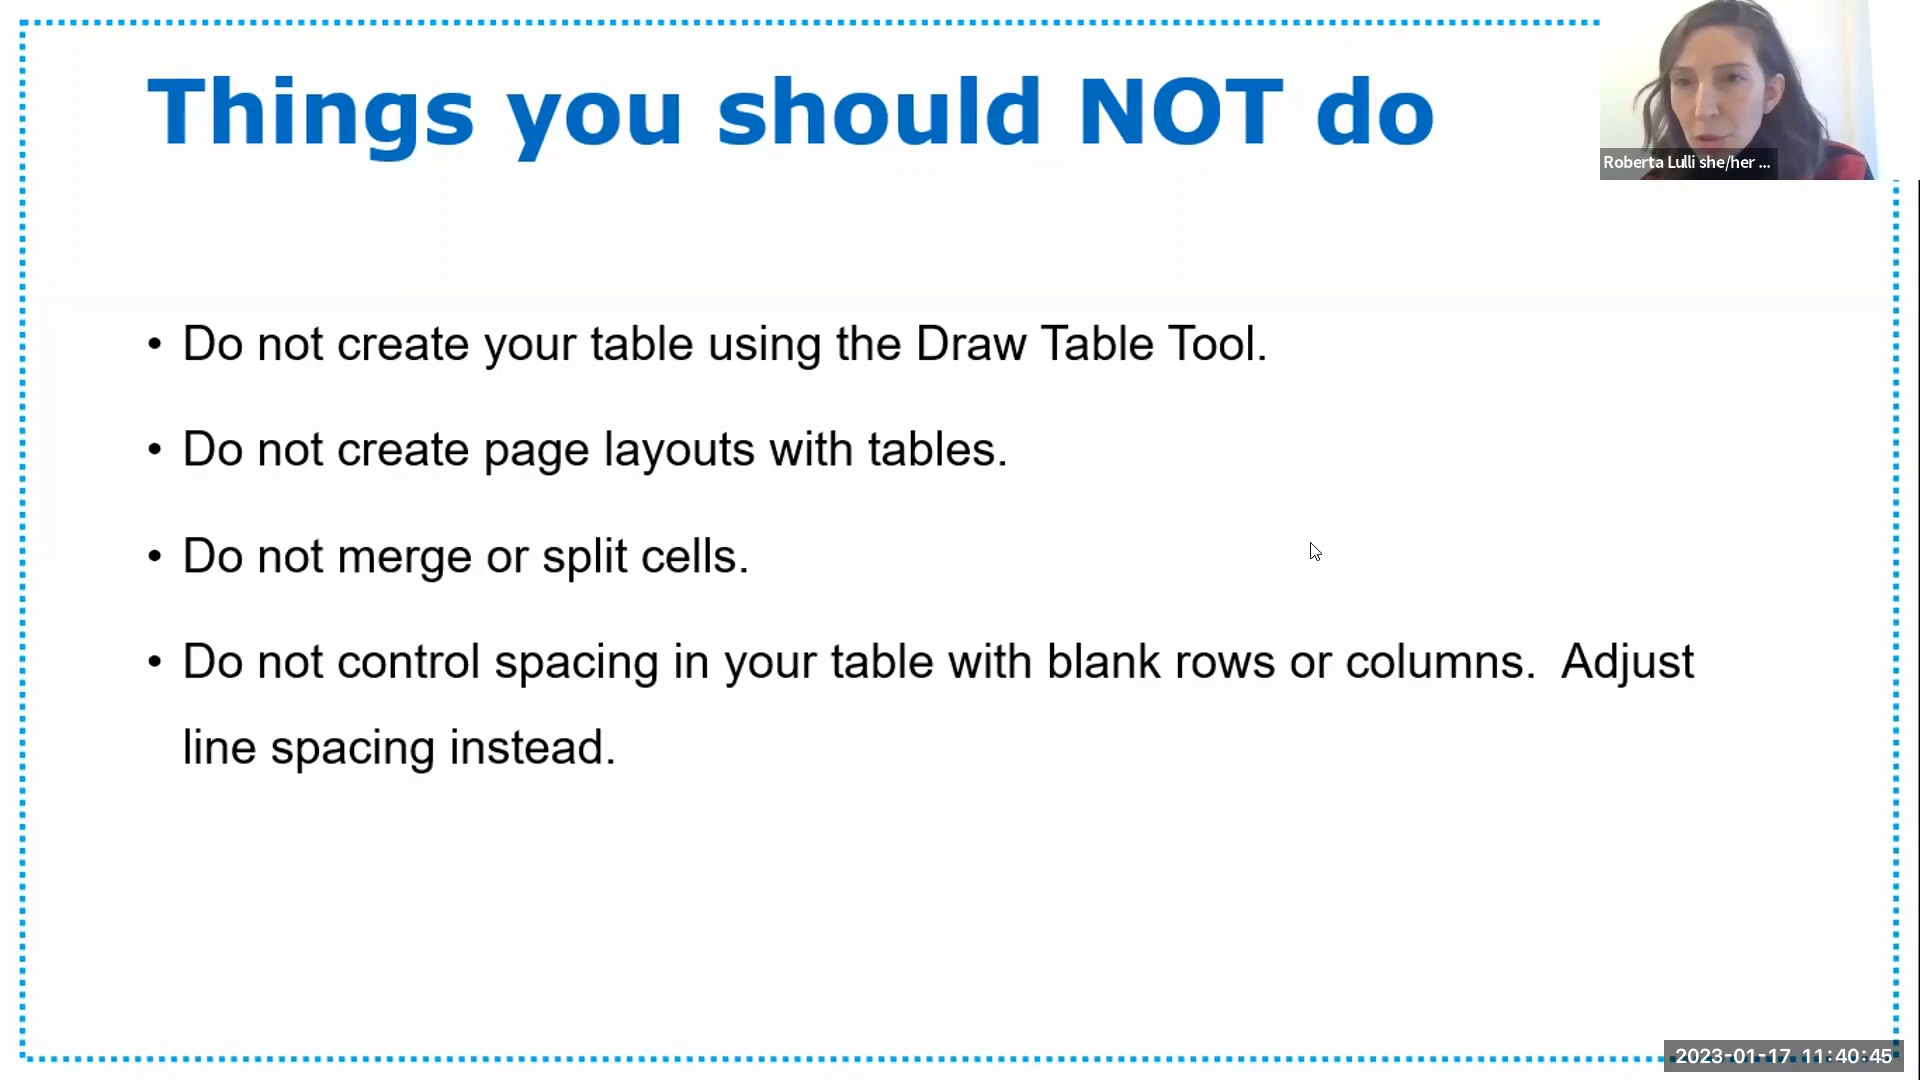 Things you should NOT do
Roberta Lulli she/her ...
• Do not create your table using the Draw Table Tool.
• Do not create page layouts with tables.
• Do not merge or split cells.
• Do not control spacing in your table with blank rows or columns.  Adjust
line spacing instead.
2023-01-17 11:40:45